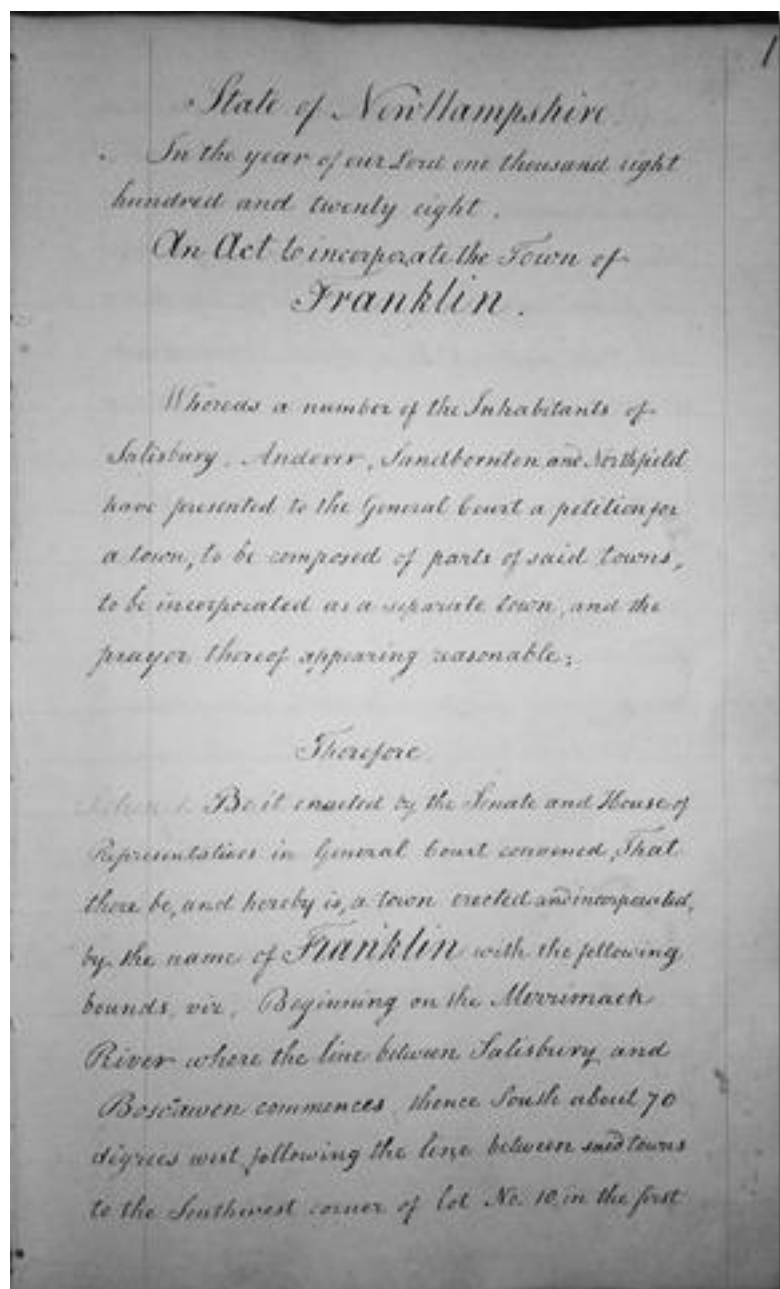 1
State of New Hampshire.
In the year of our Lord one thousand eight
hundred and twenty eight.
An Act to incorporate the Town of
Franklin.
Whereas a number of the Inhabitants of
Salisbury, Andover, Sandbornton and Northfield
have presented to the General Court a petition for
a town, to be composed of parts of said towns,
to be incorporated as a separate town, and the
prayer thereof appearing reasonable;
Therefore
Be it enacted by the Senate and House of
Representatives in General Court convened, That
there be, and hereby is, a town erected and incorporated,
by the name of Franklin with the following
bounds, viz, Beginning on the Merrimack
River where the line between Salisbury and
Boscawen commences, thence South about 70
degrees west following the line between said towns
to the Southwest corner of lot No. 10, in the first